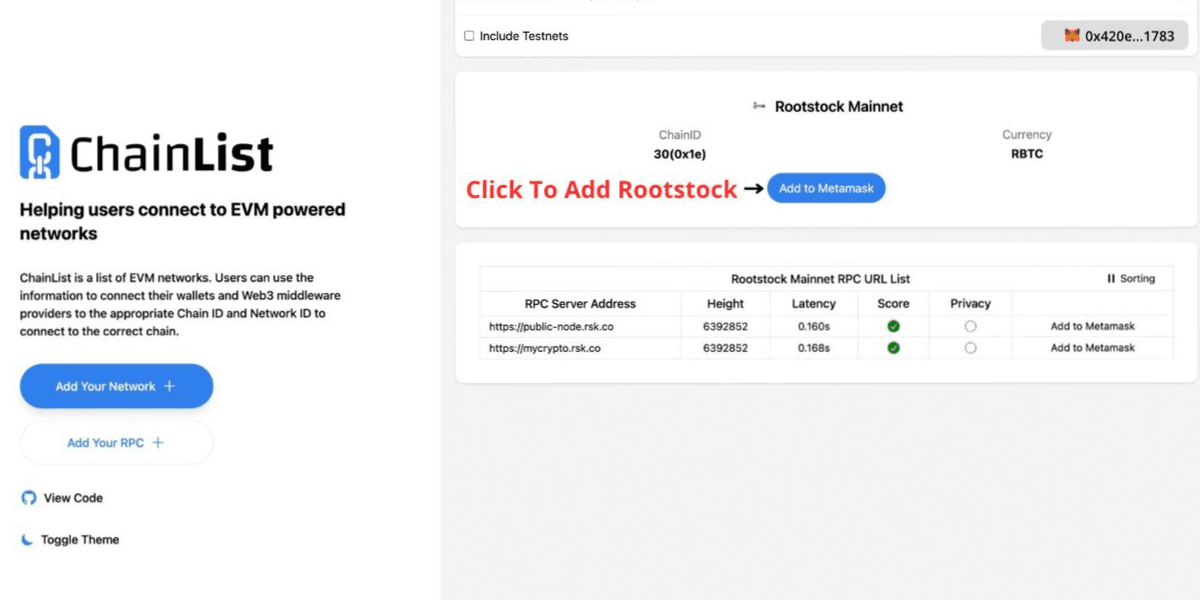 ChainList
Helping users connect to EVM powered
networks
ChainList is a list of EVM networks. Users can use the
information to connect their wallets and Web3 middleware
providers to the appropriate Chain ID and Network ID to
connect to the correct chain.
Add Your Network +
Add Your RPC +
View Code
Toggle Theme
Include Testnets
0x420e...1783
Rootstock Mainnet
ChainID Currency
30(0x1e) RBTC
Click To Add Rootstock → Add to Metamask
Rootstock Mainnet RPC URL List Sorting
RPC Server Address Height Latency Score Privacy
https://public-node.rsk.co 6392852 0.160s Add to Metamask
https://mycrypto.rsk.co 6392852 0.168s Add to Metamask